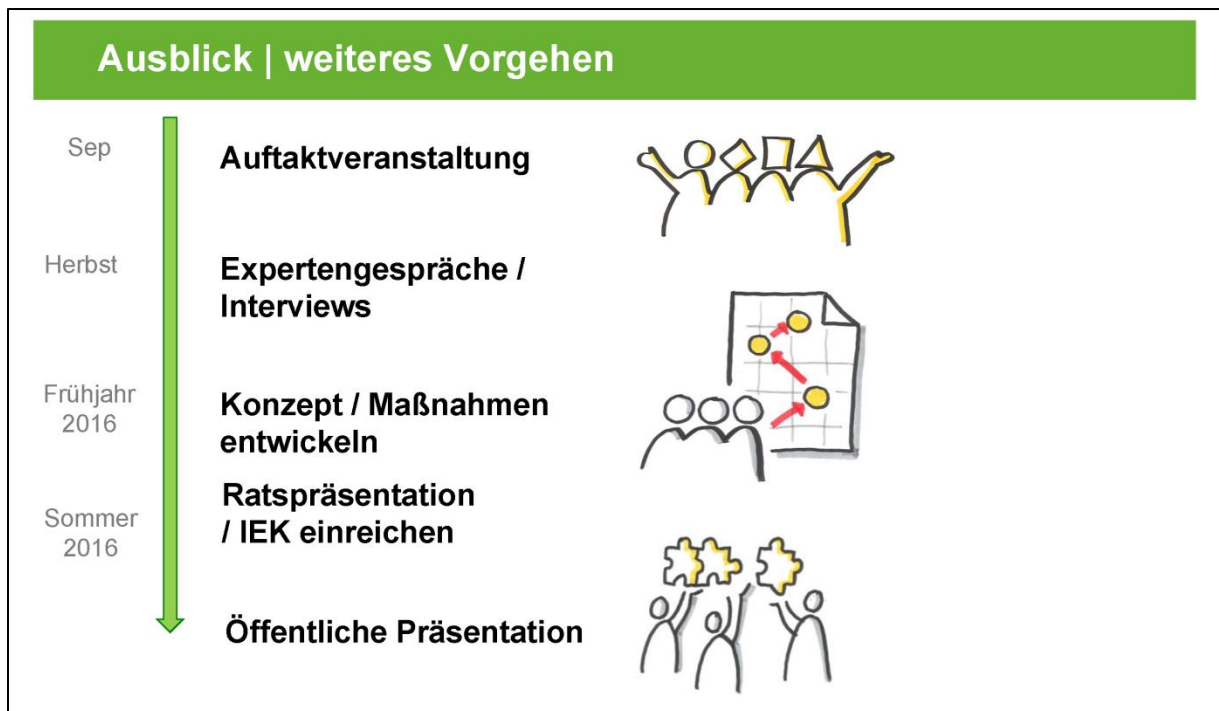 Ausblick | weiteres Vorgehen
Sep
Auftaktveranstaltung
Herbst
Expertengespräche /
Interviews
Frühjahr
2016
Konzept / Maßnahmen
entwickeln
Sommer
2016
Ratspräsentation
/ IEK einreichen
Öffentliche Präsentation